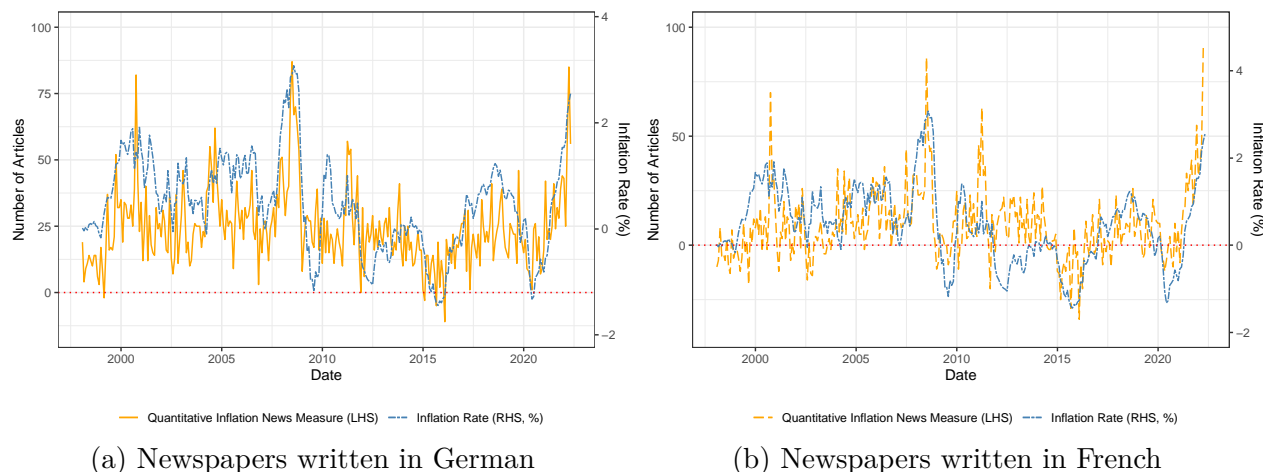 100
75
50
25
0
Number of Articles
4
2
0
−2
Inflation Rate (%)
2000
2005
2010
2015
2020
Date
Quantitative Inflation News Measure (LHS)
Inflation Rate (RHS, %)
(a) Newspapers written in German
100
50
0
Number of Articles
4
2
0
−2
Inflation Rate (%)
2000
2005
2010
2015
2020
Date
Quantitative Inflation News Measure (LHS)
Inflation Rate (RHS, %)
(b) Newspapers written in French